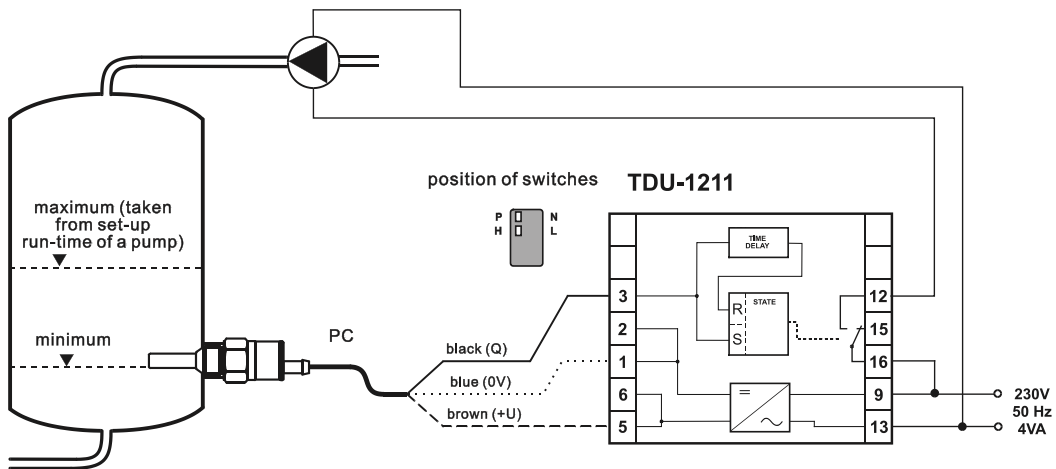 maximum (taken
from set-up
run-time of a pump)
minimum
PC
position of switches
P N
H L
TDU-1211
black (Q)
blue (0V)
brown (+U)
3
2
1
6
5
TIME
DELAY
R
S
STATE
12
15
16
9
13
230V
50 Hz
4VA